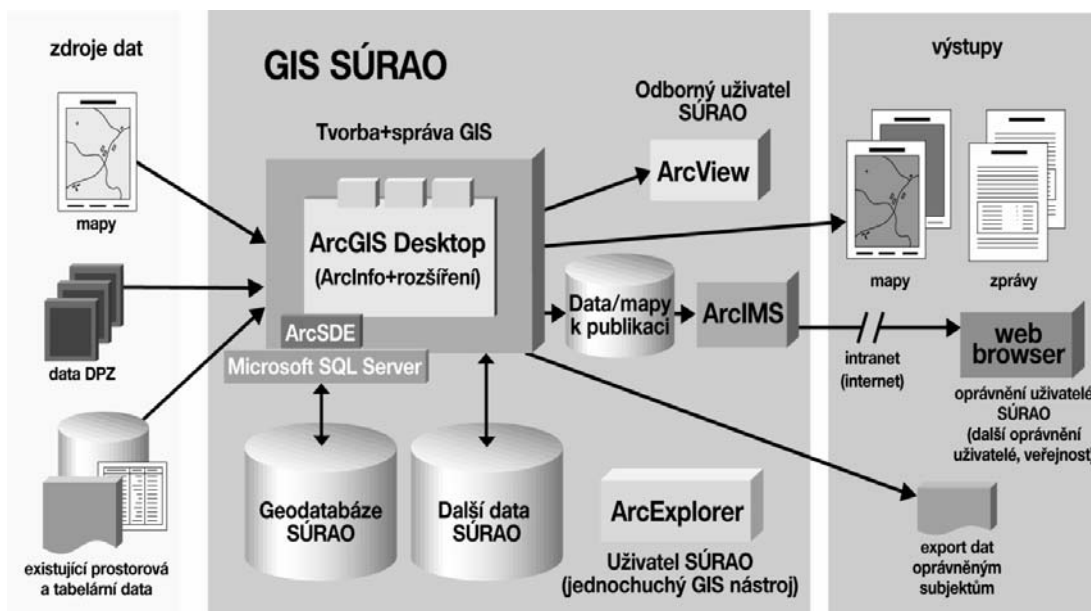 zdroje dat
mapy
data DPZ
existující prostorová
a tabelární data
GIS SÚRAO
Tvorba+správa GIS
ArcGIS Desktop
(ArcInfo+rozšíření)
ArcSDE
Microsoft SQL Server
Geodatabáze
SÚRAO
Další data
SÚRAO
Odborný uživatel
SÚRAO
ArcView
Data/mapy
k publikaci
ArcIMS
ArcExplorer
Uživatel SÚRAO
(jednochuchý GIS nástroj)
výstupy
mapy
zprávy
intranet
(internet)
web
browser
oprávnění uživatelé
SÚRAO
(další oprávnění
uživatelé, veřejnost)
export dat
oprávněným
subjektům